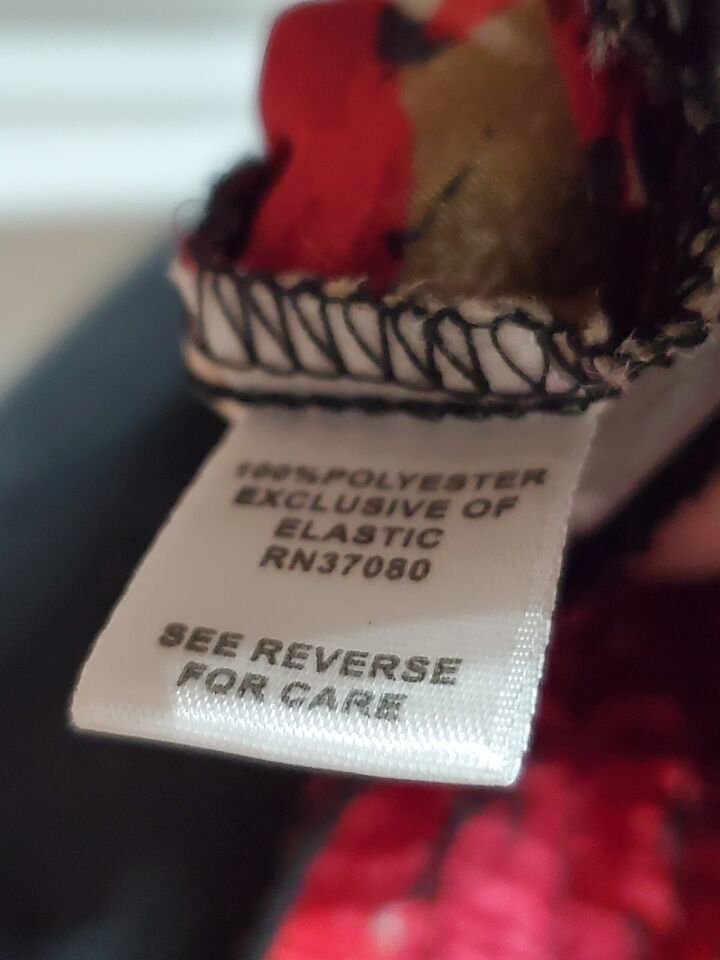 100%POLYESTER
EXCLUSIVE OF
ELASTIC
RN37080
SEE REVERSE
FOR CARE